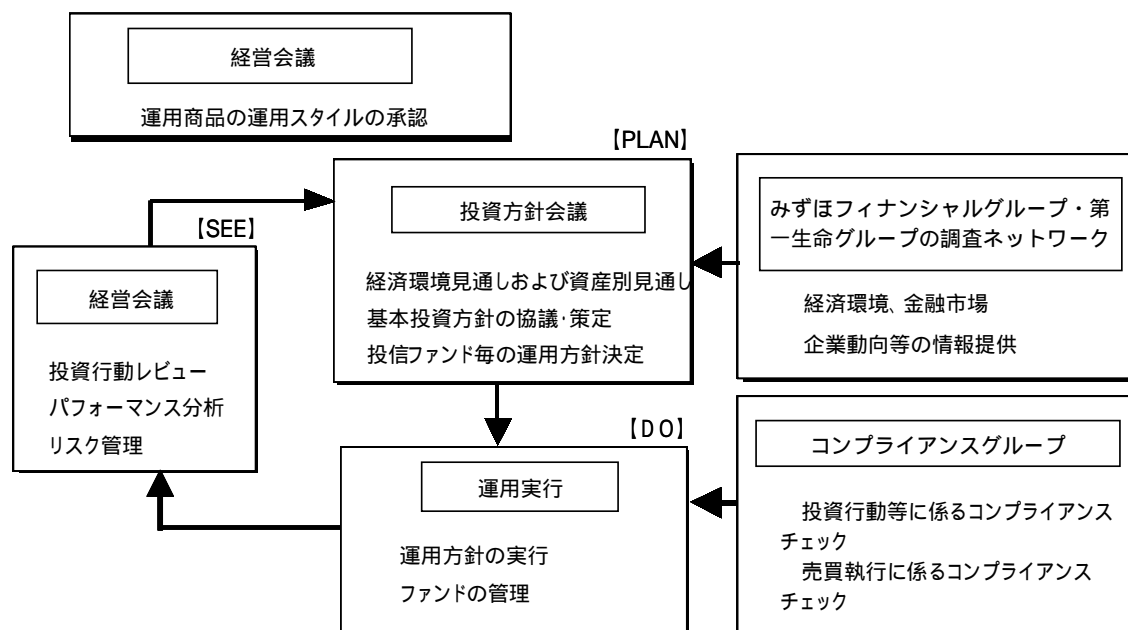 経営会議
運用商品の運用スタイルの承認
【PLAN】
投資方針会議
経済環境見通しおよび資産別見通し
基本投資方針の協議･策定
投信ファンド毎の運用方針決定
みずほフィナンシャルグループ・第
一生命グループの調査ネットワーク
経済環境、金融市場
企業動向等の情報提供
【SEE】
経営会議
投資行動レビュー
パフォーマンス分析
リスク管理
【DO】
運用実行
運用方針の実行
ファンドの管理
コンプライアンスグループ
投資行動等に係るコンプライアンス
チェック
売買執行に係るコンプライアンス
チェック